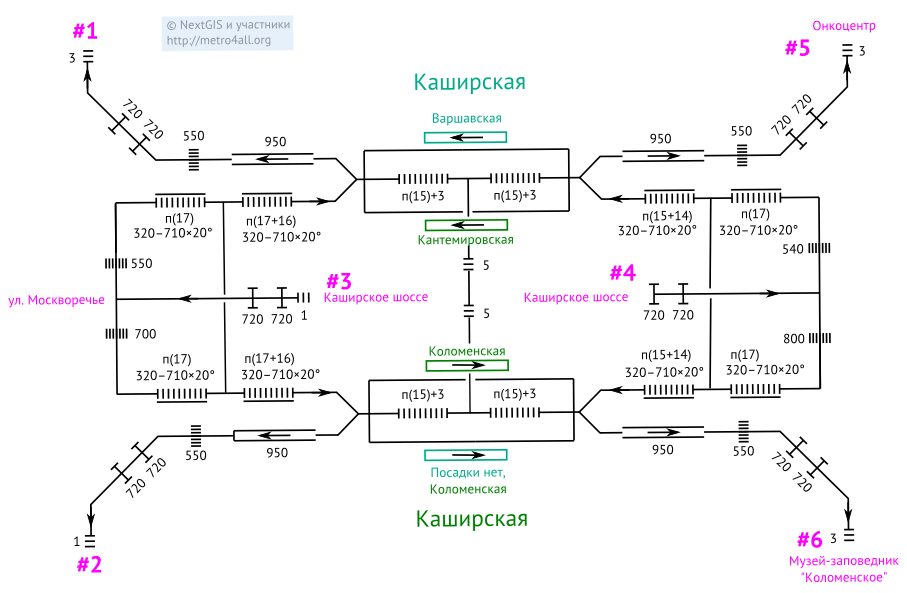 #1
© NextGIS и участники
http://metro4all.org
Онкоцентр
#5
3
3
Каширская
720
720
720
720
550
950
Варшавская
950
550
п(15)+3
п(15)+3
п(17)
320–710×20°
п(17+16)
320–710×20°
п(15+14)
320–710×20°
п(17)
320–710×20°
Кантемировская
550
5
540
#3
#4
ул. Москворечье
Каширское шоссе
Каширское шоссе
720
720
1
5
720
720
700
800
Коломенская
п(17)
320–710×20°
п(17+16)
320–710×20°
п(15+14)
320–710×20°
п(17)
320–710×20°
п(15)+3
п(15)+3
550
950
950
550
720
720
720
720
Посадки нет,
Коломенская
Каширская
1
#2
#6
3
Музей-заповедник
"Коломенское"